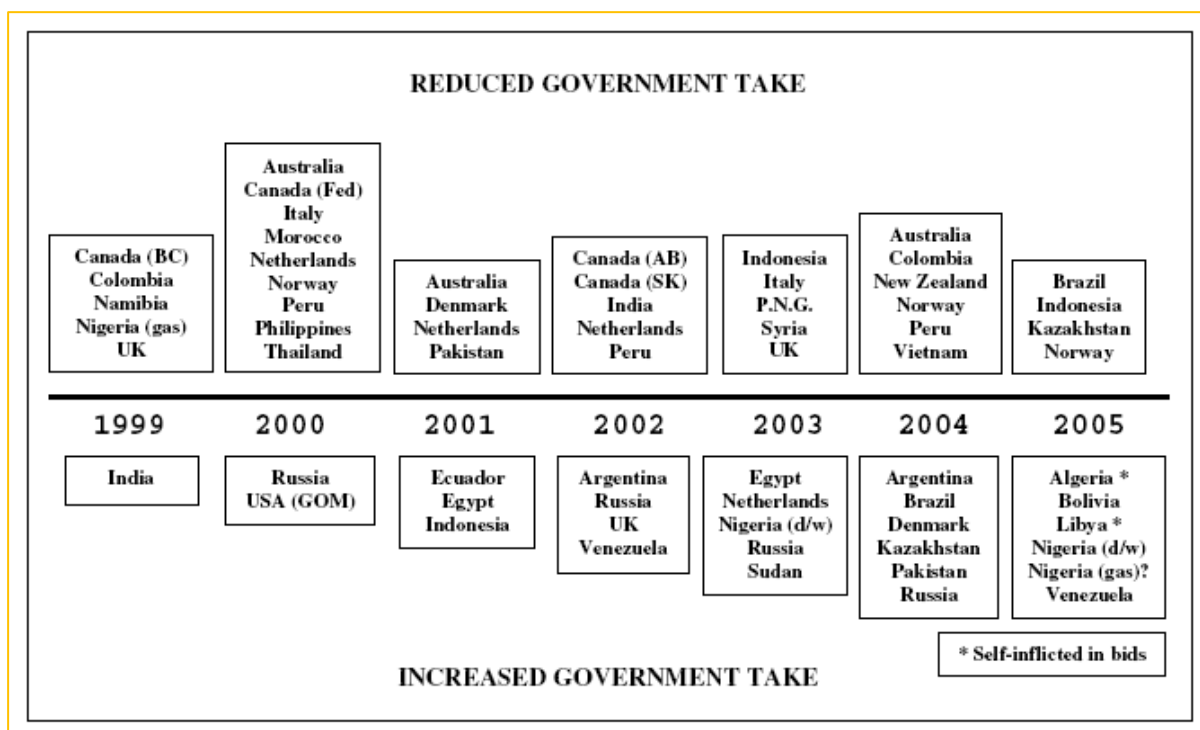 REDUCED GOVERNMENT TAKE
Canada (BC)
Colombia
Namibia
Nigeria (gas)
UK
Australia
Canada (Fed)
Italy
Morocco
Netherlands
Norway
Peru
Philippines
Thailand
Australia
Denmark
Netherlands
Pakistan
Canada (AB)
Canada (SK)
India
Netherlands
Peru
Indonesia
Italy
P.N.G.
Syria
UK
Australia
Colombia
New Zealand
Norway
Peru
Vietnam
Brazil
Indonesia
Kazakhstan
Norway
1999 2000 2001 2002 2003 2004 2005
India
Russia
USA (GOM)
Ecuador
Egypt
Indonesia
Argentina
Russia
UK
Venezuela
Egypt
Netherlands
Nigeria (d/w)
Russia
Sudan
Argentina
Brazil
Denmark
Kazakhstan
Pakistan
Russia
Algeria *
Bolivia
Libya *
Nigeria (d/w)
Nigeria (gas)?
Venezuela
* Self-inflicted in bids
INCREASED GOVERNMENT TAKE